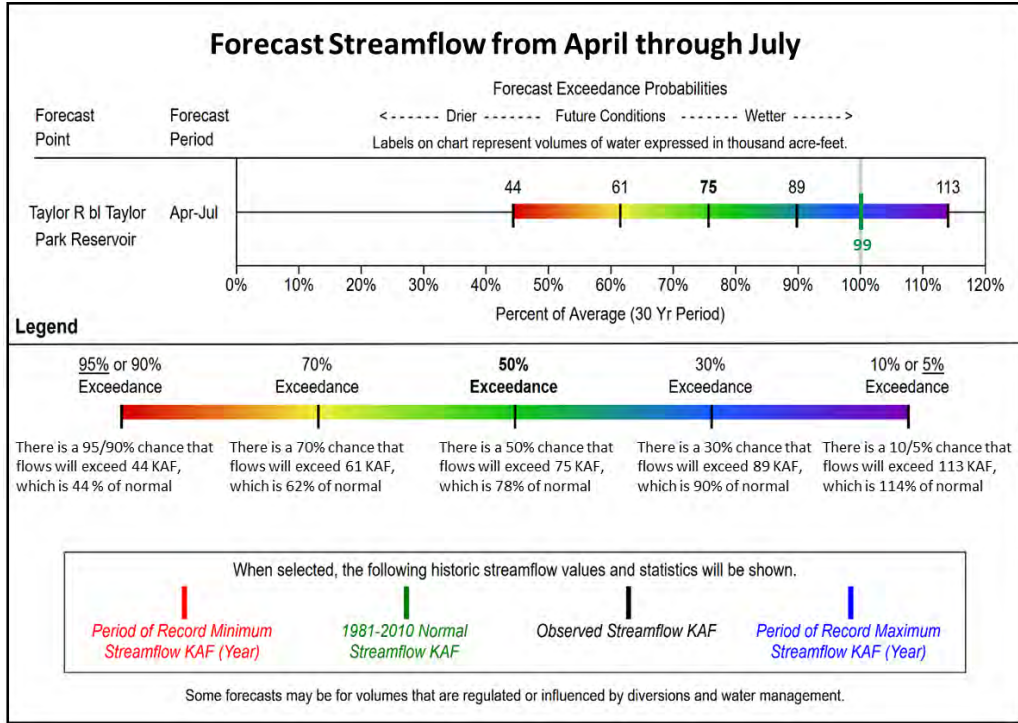 Forecast Streamflow from April through July
Forecast Exceedance Probabilities
Forecast Point
Forecast Period
<------ Drier ------- Future Conditions ------- Wetter ------>
Labels on chart represent volumes of water expressed in thousand acre-feet.
44 61 75 89 113
Taylor R bl Taylor Park Reservoir
Apr-Jul
99
0% 10% 20% 30% 40% 50% 60% 70% 80% 90% 100% 110% 120%
Percent of Average (30 Yr Period)
Legend
95% or 90%
Exceedance
70%
Exceedance
50%
Exceedance
30%
Exceedance
10% or 5%
Exceedance
There is a 95/90% chance that
flows will exceed 44 KAF,
which is 44 % of normal
There is a 70% chance that
flows will exceed 61 KAF,
which is 62% of normal
There is a 50% chance that
flows will exceed 75 KAF,
which is 78% of normal
There is a 30% chance that
flows will exceed 89 KAF,
which is 90% of normal
There is a 10/5% chance that
flows will exceed 113 KAF,
which is 114% of normal
When selected, the following historic streamflow values and statistics will be shown.
Period of Record Minimum
Streamflow KAF (Year)
1981-2010 Normal
Streamflow KAF
Observed Streamflow KAF
Period of Record Maximum
Streamflow KAF (Year)
Some forecasts may be for volumes that are regulated or influenced by diversions and water management.